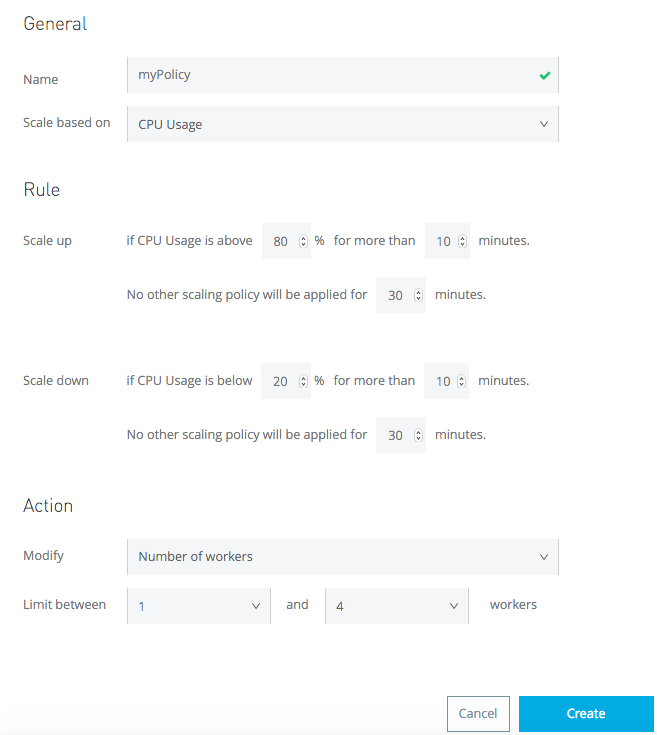 General
Name myPolicy
Scale based on CPU Usage
Rule
Scale up if CPU Usage is above 80 % for more than 10 minutes.
No other scaling policy will be applied for 30 minutes.
Scale down if CPU Usage is below 20 % for more than 10 minutes.
No other scaling policy will be applied for 30 minutes.
Action
Modify Number of workers
Limit between 1 and 4 workers
Cancel Create